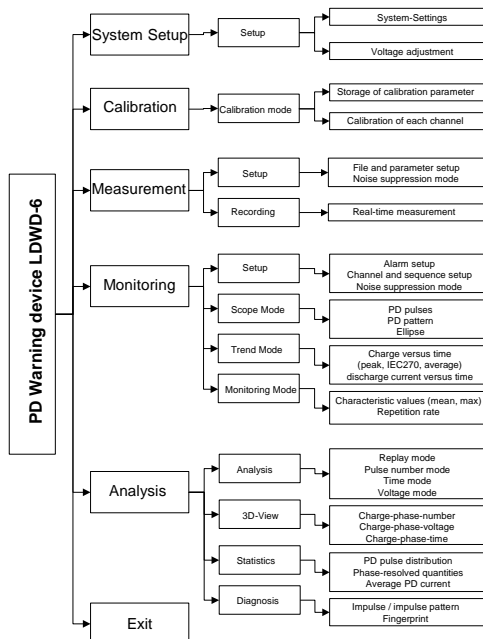 PD Warning device LDWD-6
System Setup
Setup
System-Settings
Voltage adjustment
Calibration
Calibration mode
Storage of calibration parameter
Calibration of each channel
Measurement
Setup
File and parameter setup
Noise suppression mode
Recording
Real-time measurement
Monitoring
Setup
Alarm setup
Channel and sequence setup
Noise suppression mode
Scope Mode
PD pulses
PD pattern
Ellipse
Trend Mode
Charge versus time
(peak, IEC270, average)
discharge current versus time
Monitoring Mode
Characteristic values (mean, max)
Repetition rate
Analysis
Analysis
Replay mode
Pulse number mode
Time mode
Voltage mode
3D-View
Charge-phase-number
Charge-phase-voltage
Charge-phase-time
Statistics
PD pulse distribution
Phase-resolved quantities
Average PD current
Diagnosis
Impulse / impulse pattern
Fingerprint
Exit